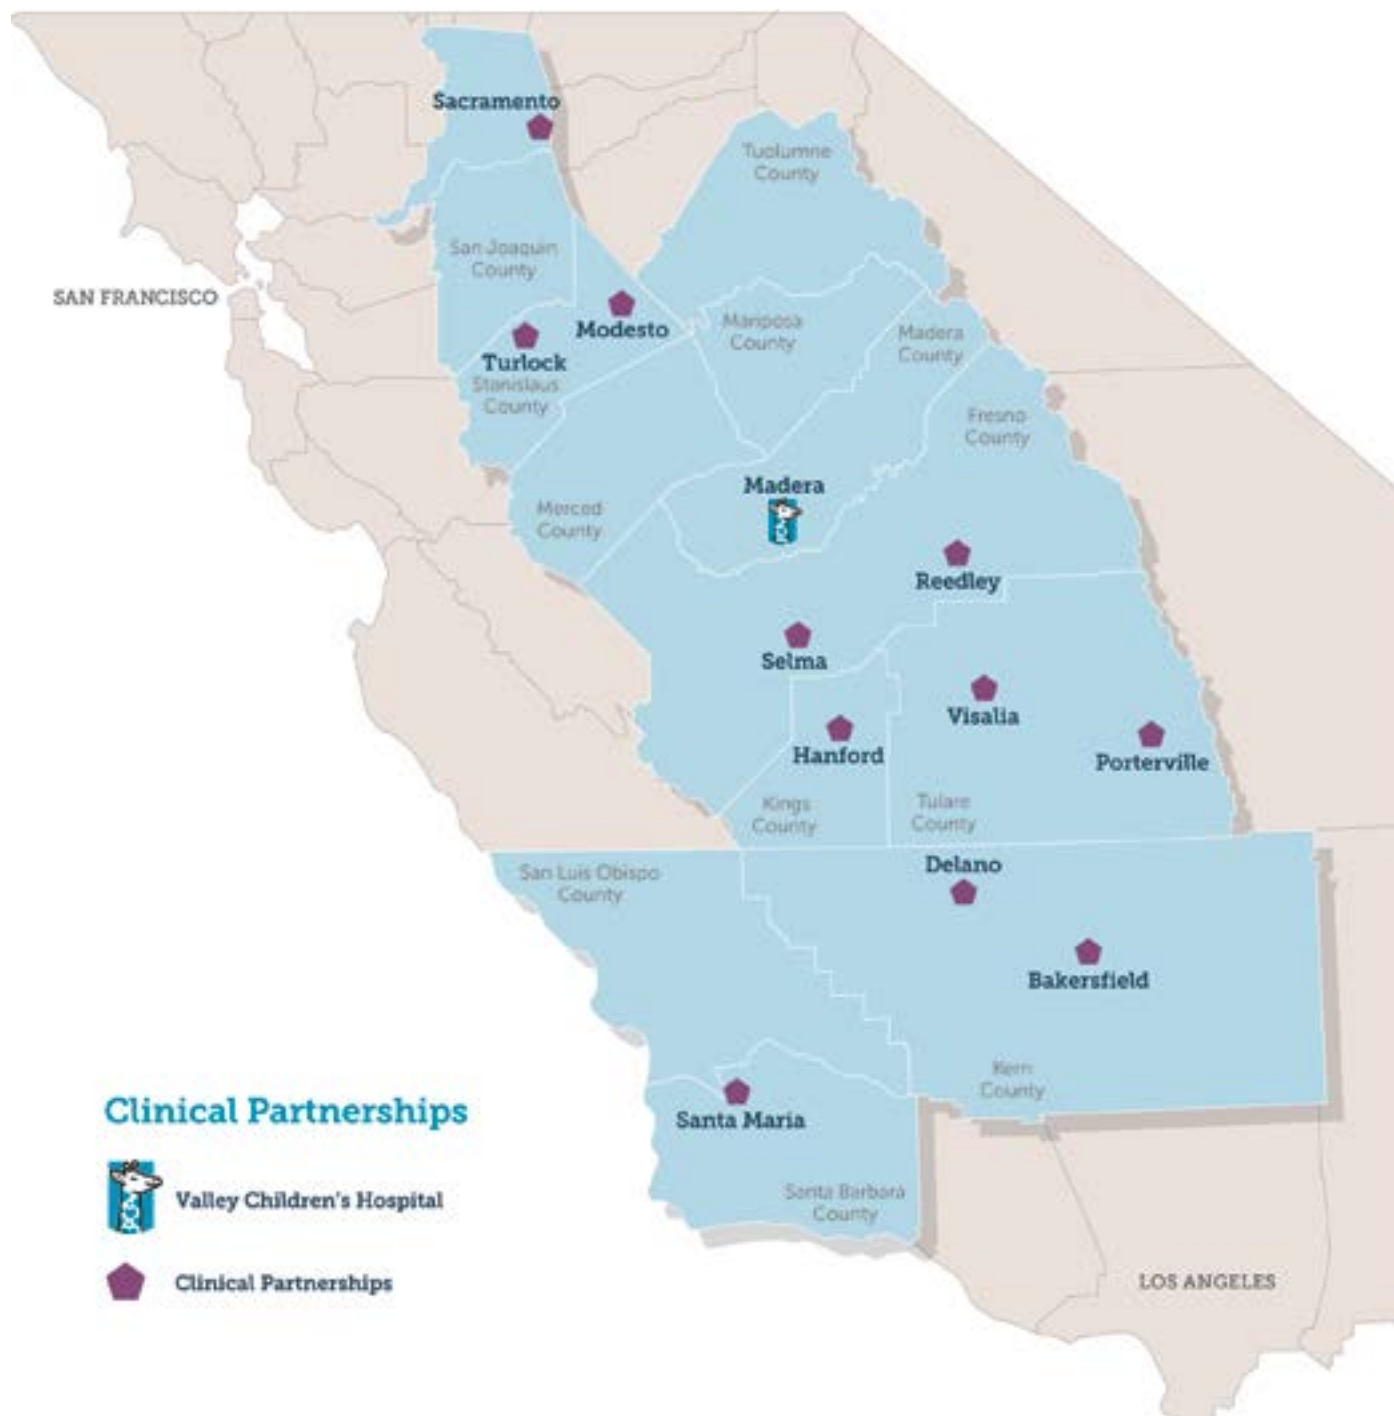 Sacramento
Tuolumne
County
San Joaquin
County
SAN FRANCISCO
Modesto
Turlock
Stanislaus
County
Mariposa
County
Madera
County
Fresno
County
Madera
Merced
County
Reedley
Selma
Visalia
Hanford
Porterville
Kings
County
Tulare
County
Delano
San Luis Obispo
County
Bakersfield
Kern
County
Santa Maria
Santa Barbara
County
LOS ANGELES
Clinical Partnerships
Valley Children's Hospital
Clinical Partnerships